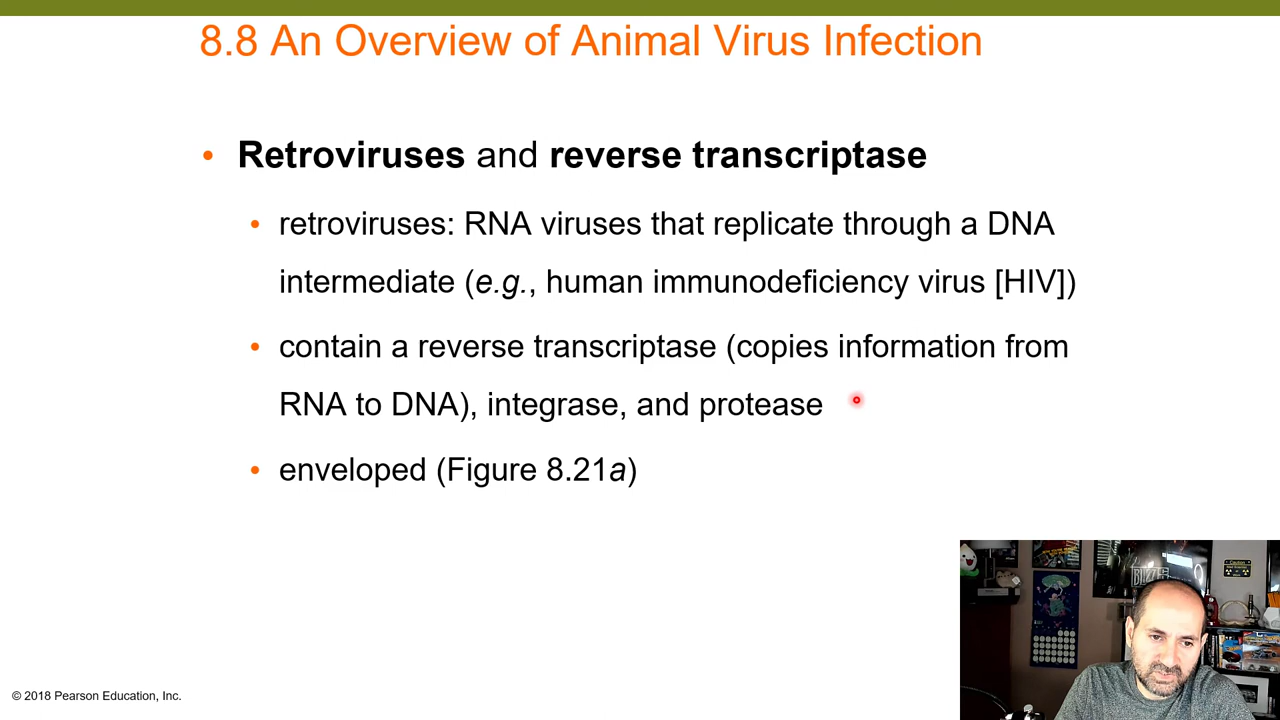 8.8 An Overview of Animal Virus Infection
• Retroviruses and reverse transcriptase
• retroviruses: RNA viruses that replicate through a DNA
intermediate (e.g., human immunodeficiency virus [HIV])
• contain a reverse transcriptase (copies information from
RNA to DNA), integrase, and protease
• enveloped (Figure 8.21a)
BLIZZ
Caution
© 2018 Pearson Education, Inc.